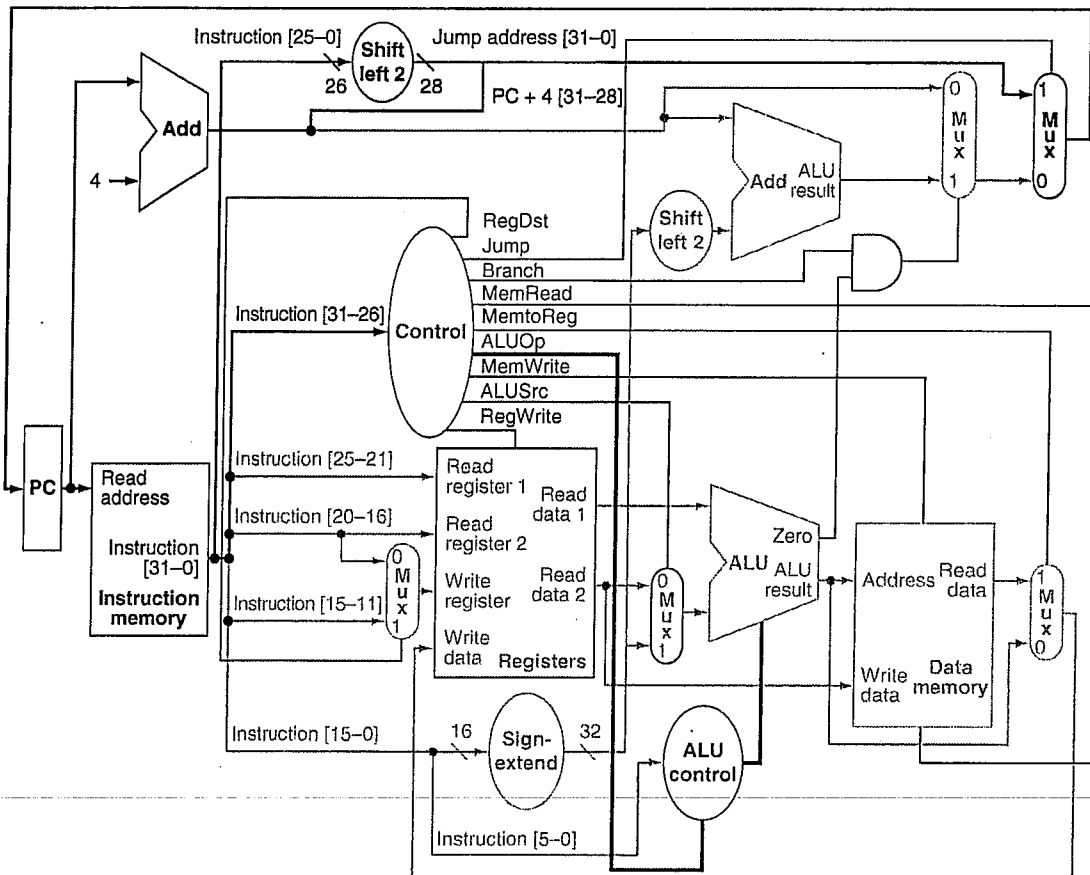 Instruction [25–0]
Shift
left 2
Jump address [31–0]
26
28
PC + 4 [31–28]
Add
4
0
M
u
x
1
1
M
u
x
0
Add
ALU
result
Shift
left 2
RegDst
Jump
Branch
MemRead
MemtoReg
ALUOp
MemWrite
ALUSrc
RegWrite
Instruction [31–26]
Control
PC
Read
address
Instruction
[31–0]
Instruction
memory
Instruction [25–21]
Instruction [20–16]
Instruction [15–11]
0
M
u
x
1
Read
register 1
Read
register 2
Write
register
Write
data
Read
data 1
Read
data 2
Registers
0
M
u
x
1
Zero
ALU
ALU
result
Address
Read
data
Write
data
Data
memory
1
M
u
x
0
Instruction [15–0]
16
Sign-
extend
32
ALU
control
Instruction [5–0]